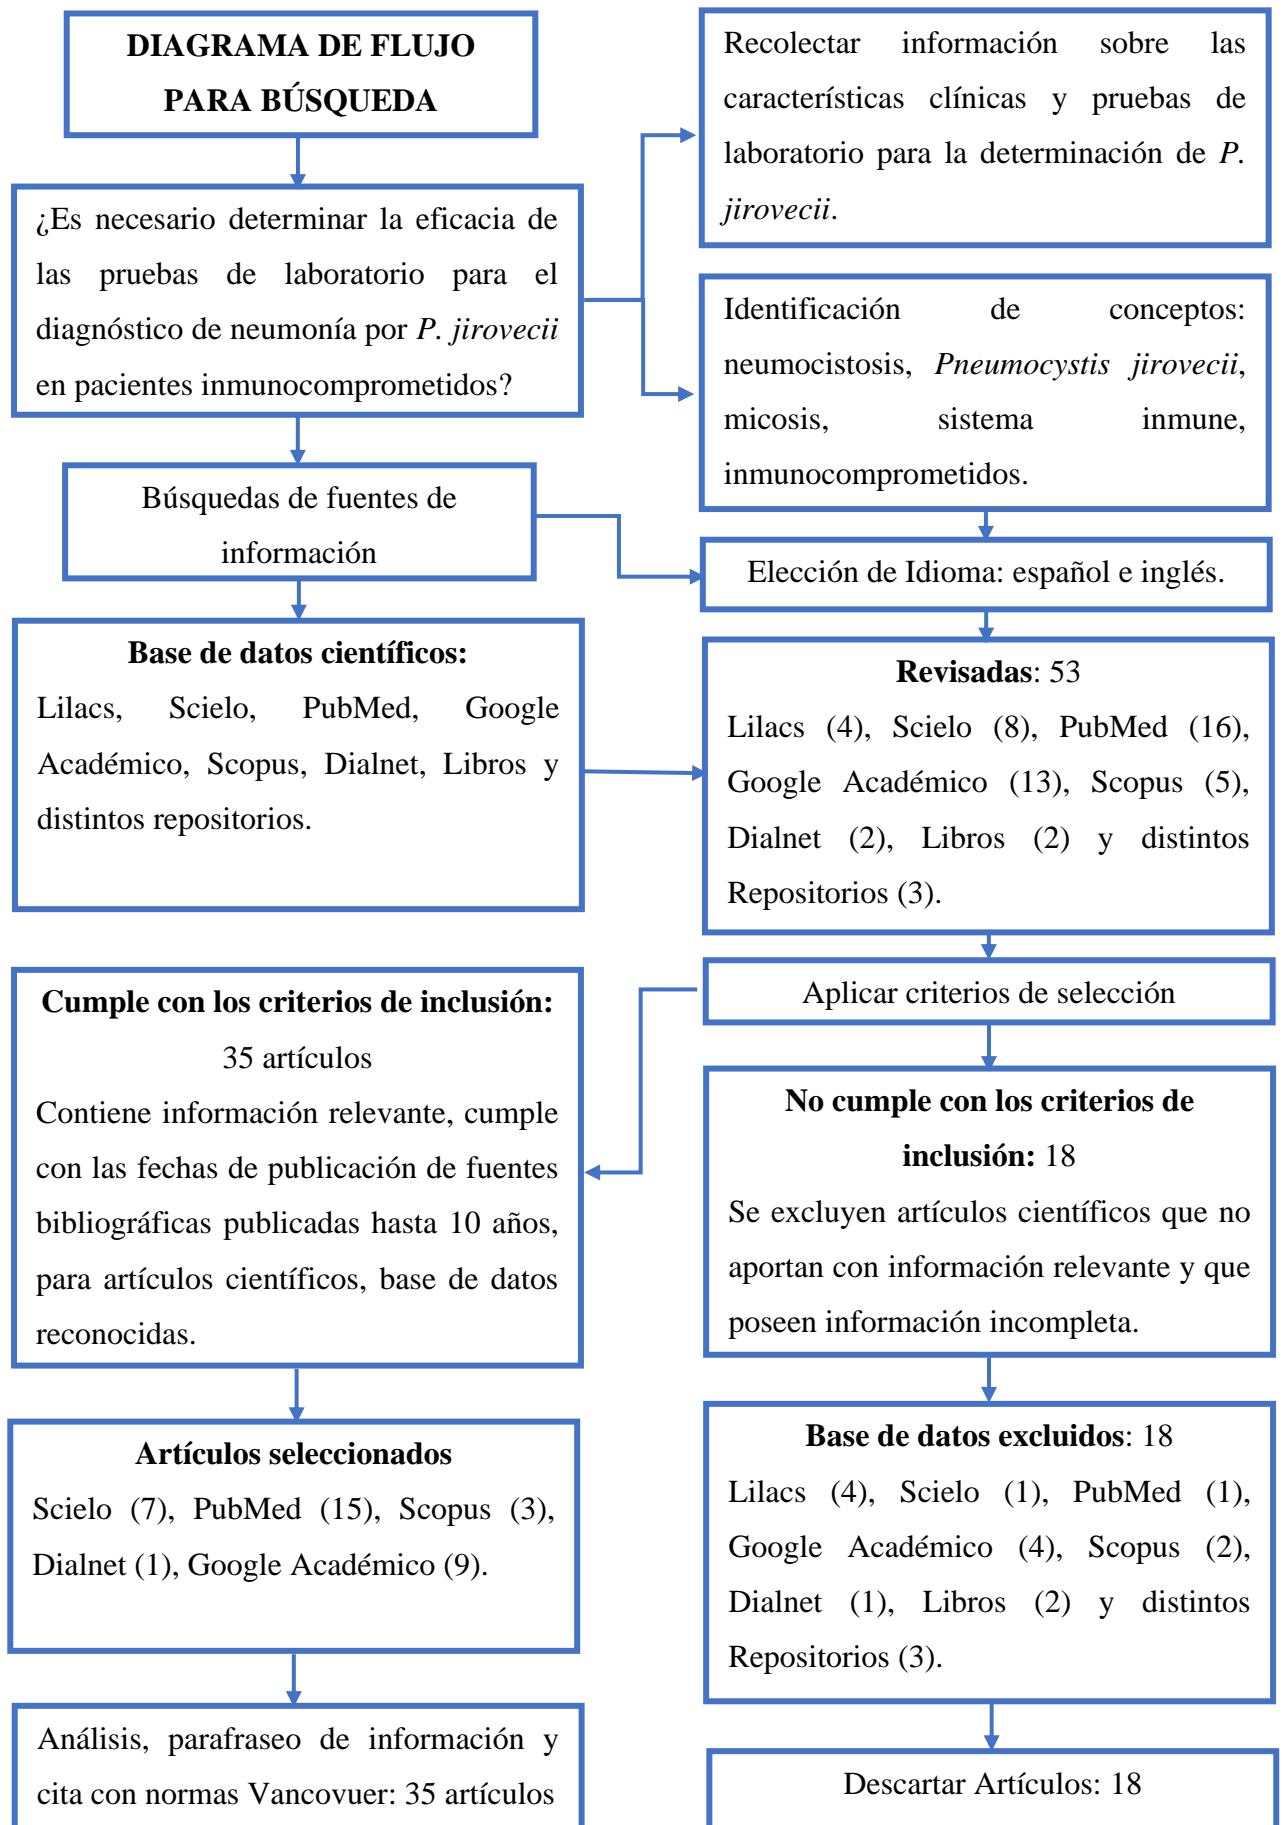 DIAGRAMA DE FLUJO
PARA BÚSQUEDA
¿Es necesario determinar la eficacia de
las pruebas de laboratorio para el
diagnóstico de neumonía por P. jirovecii
en pacientes inmunocomprometidos?
Recolectar información sobre las
características clínicas y pruebas de
laboratorio para la determinación de P.
jirovecii.
Identificación de conceptos:
neumocistosis, Pneumocystis jirovecii,
micosis, sistema inmune,
inmunocomprometidos.
Búsquedas de fuentes de
información
Elección de Idioma: español e inglés.
Base de datos científicos:
Lilacs, Scielo, PubMed, Google
Académico, Scopus, Dialnet, Libros y
distintos repositorios.
Revisadas: 53
Lilacs (4), Scielo (8), PubMed (16),
Google Académico (13), Scopus (5),
Dialnet (2), Libros (2) y distintos
Repositorios (3).
Aplicar criterios de selección
Cumple con los criterios de inclusión:
35 artículos
Contiene información relevante, cumple
con las fechas de publicación de fuentes
bibliográficas publicadas hasta 10 años,
para artículos científicos, base de datos
reconocidas.
No cumple con los criterios de
inclusión: 18
Se excluyen artículos científicos que no
aportan con información relevante y que
poseen información incompleta.
Artículos seleccionados
Scielo (7), PubMed (15), Scopus (3),
Dialnet (1), Google Académico (9).
Base de datos excluidos: 18
Lilacs (4), Scielo (1), PubMed (1),
Google Académico (4), Scopus (2),
Dialnet (1), Libros (2) y distintos
Repositorios (3).
Análisis, parafraseo de información y
cita con normas Vancovuer: 35 artículos
Descartar Artículos: 18